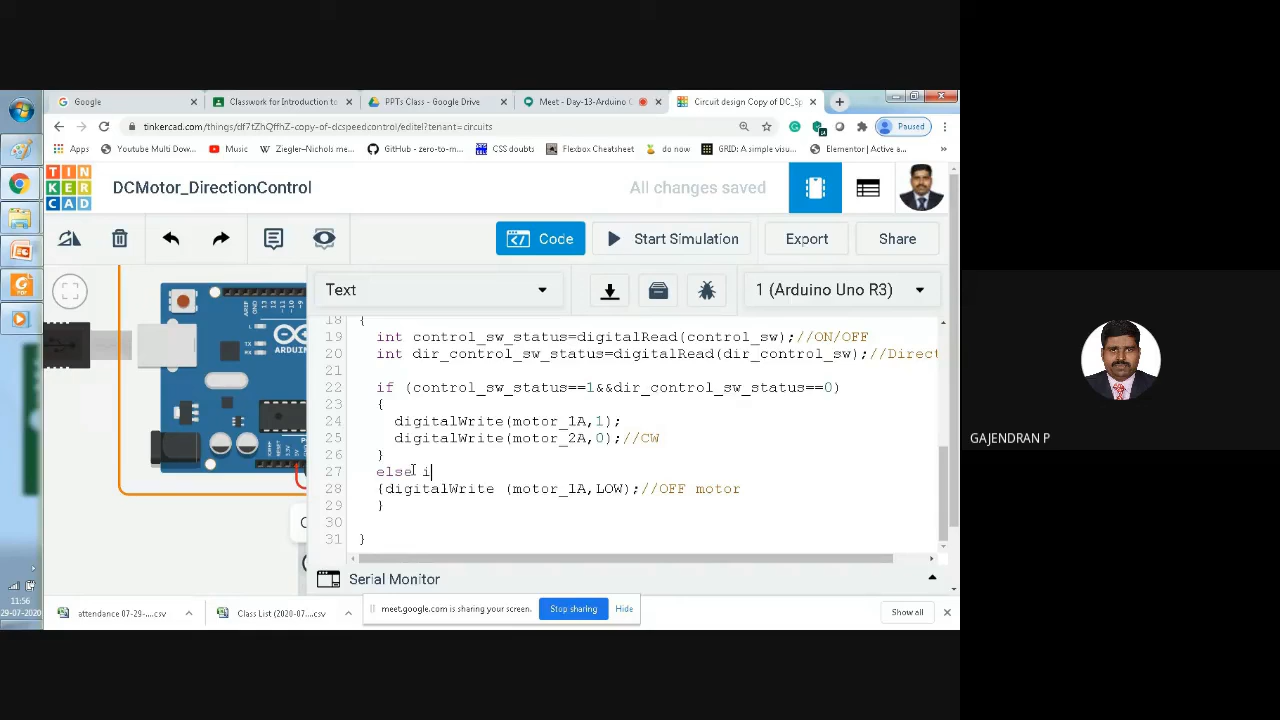 Google
Classwork for Introduction to
PPTs Class - Google Drive
Meet - Day-13-Arduino
Circuit design Copy of DC_Sp
tinkercad.com/things/df7tZhQffhZ-copy-of-dcspeedcontrol/editel?tenant=circuits
Paused
Apps
Youtube Multi Dow...
Music
Ziegler–Nichols me...
GitHub - zero-to-m...
CSS doubts
Flexbox Cheatsheet
do now
GRID: A simple visu...
Elementor | Active a...
TINKERCAD
DCMotor_DirectionControl
All changes saved
Code
Start Simulation
Export
Share
Text
1 (Arduino Uno R3)
18 {
19 int control_sw_status=digitalRead(control_sw);//ON/OFF
20 int dir_control_sw_status=digitalRead(dir_control_sw);//Direct
21
22 if (control_sw_status==1&&dir_control_sw_status==0)
23 {
24 digitalWrite(motor_1A,1);
25 digitalWrite(motor_2A,0);//CW
26 }
27 else i
28 {digitalWrite (motor_1A,LOW);//OFF motor
29 }
30
31 }
Serial Monitor
meet.google.com is sharing your screen.
Stop sharing
Hide
11:56
29-07-2020
attendance 07-29-....csv
Class List (2020-07....csv
Show all
GAJENDRAN P